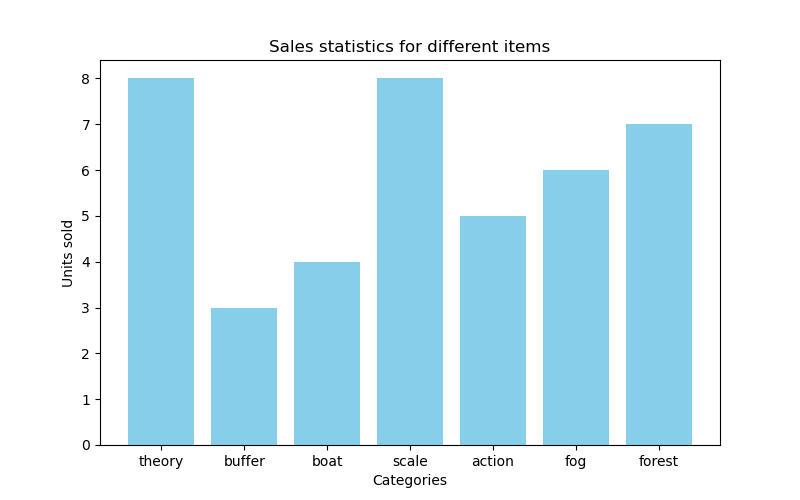 Sales statistics for different items
Units sold
8
7
6
5
4
3
2
1
0
theory buffer boat scale action fog forest
Categories